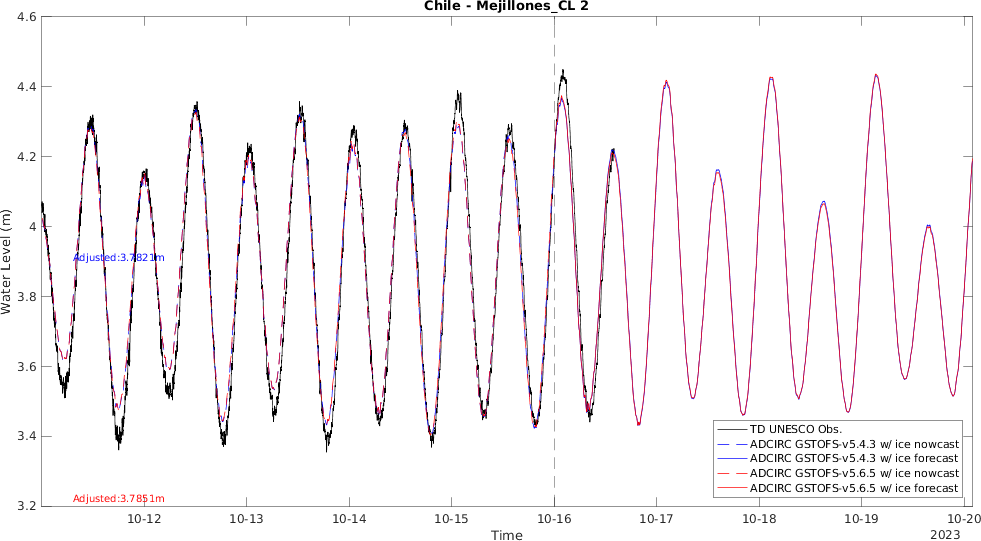 Chile - Mejillones_CL 2
4.6
4.4
4.2
4
3.8
3.6
3.4
3.2
Water Level (m)
Adjusted:3.7821m
Adjusted:3.7851m
TD UNESCO Obs.
ADCIRC GSTOFS-v5.4.3 w/ ice nowcast
ADCIRC GSTOFS-v5.4.3 w/ ice forecast
ADCIRC GSTOFS-v5.6.5 w/ ice nowcast
ADCIRC GSTOFS-v5.6.5 w/ ice forecast
10-12 10-13 10-14 10-15 10-16 10-17 10-18 10-19 10-20
Time
2023